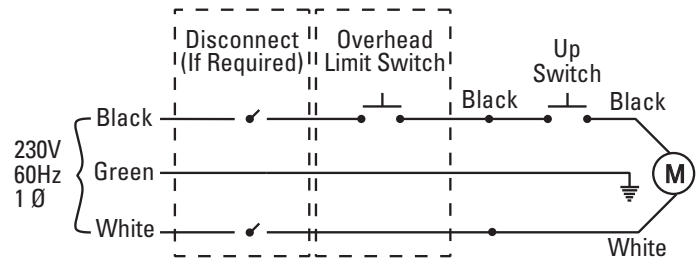 Disconnect
(If Required)
Overhead
Limit Switch
Up
Switch
Black
Black
Black
230V
60Hz
1 Ø
Green
M
White
White